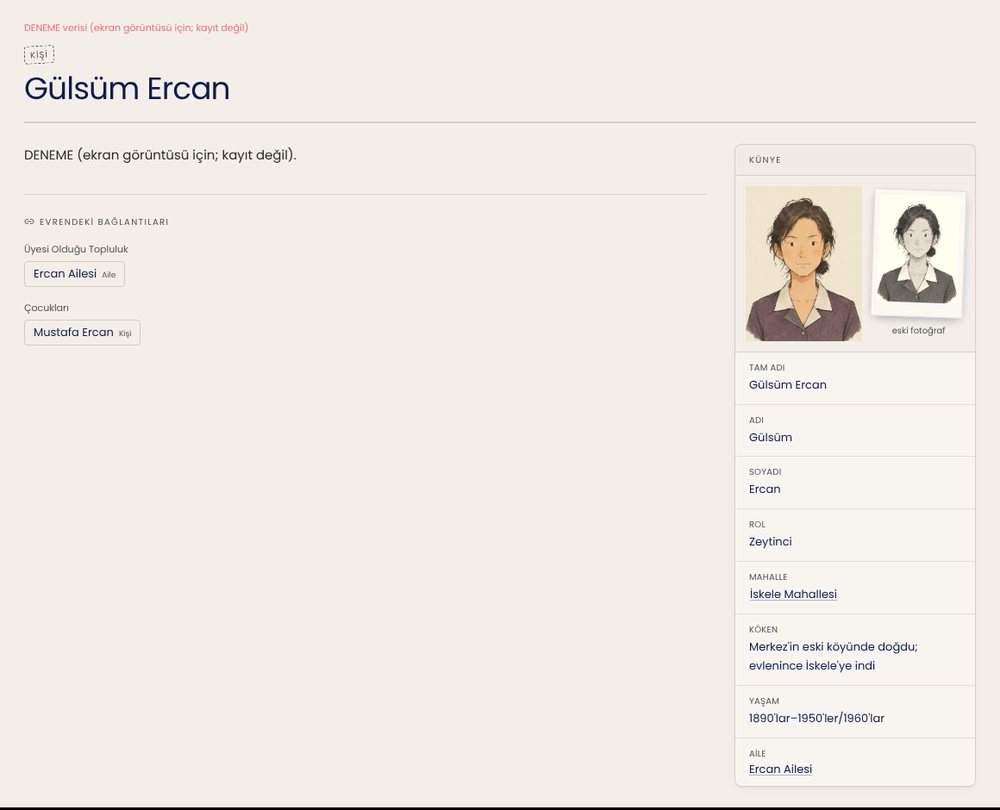 DENEME verisi (ekran görüntüsü için; kayıt değil)
KİŞİ
Gülsüm Ercan
DENEME (ekran görüntüsü için; kayıt değil).
EVRENDEKİ BAĞLANTILARI
Üyesi Olduğu Topluluk
Ercan Ailesi Aile
Çocukları
Mustafa Ercan Kişi
KÜNYE
eski fotoğraf
TAM ADI
Gülsüm Ercan
ADI
Gülsüm
SOYADI
Ercan
ROL
Zeytinci
MAHALLE
İskele Mahallesi
KÖKEN
Merkez'in eski köyünde doğdu;
evlenince İskele'ye indi
YAŞAM
1890'lar–1950'ler/1960'lar
AİLE
Ercan Ailesi